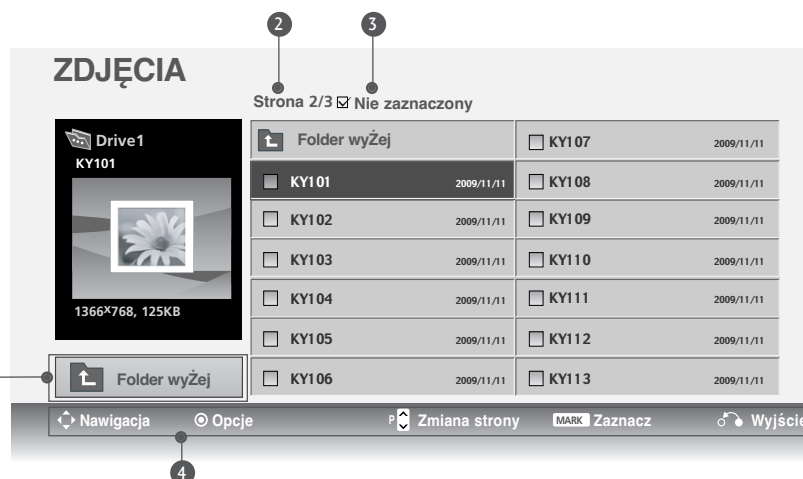 2 3
ZDJĘCIA
Strona 2/3 Nie zaznaczony
Drive1
KY101
1366x768, 125KB
Folder wyŻej
Folder wyŻej
KY101 2009/11/11
KY102 2009/11/11
KY103 2009/11/11
KY104 2009/11/11
KY105 2009/11/11
KY106 2009/11/11
KY107 2009/11/11
KY108 2009/11/11
KY109 2009/11/11
KY110 2009/11/11
KY111 2009/11/11
KY112 2009/11/11
KY113 2009/11/11
Nawigacja Opcje P Zmiana strony MARK Zaznacz Wyjście
4